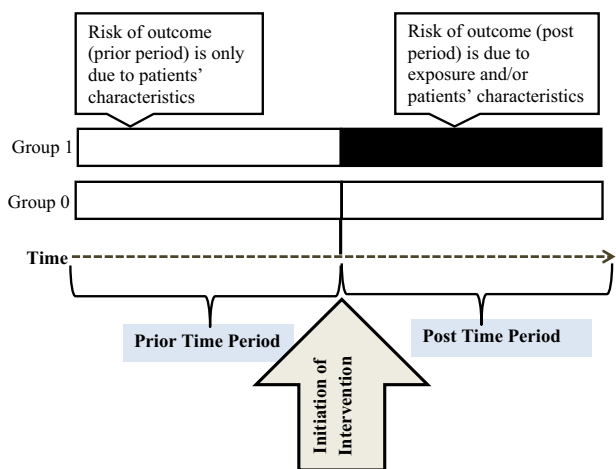 Risk of outcome
(prior period) is only
due to patients’
characteristics
Risk of outcome (post
period) is due to
exposure and/or
patients’ characteristics
Group 1
Group 0
Time
Prior Time Period
Post Time Period
Initiation of
Intervention